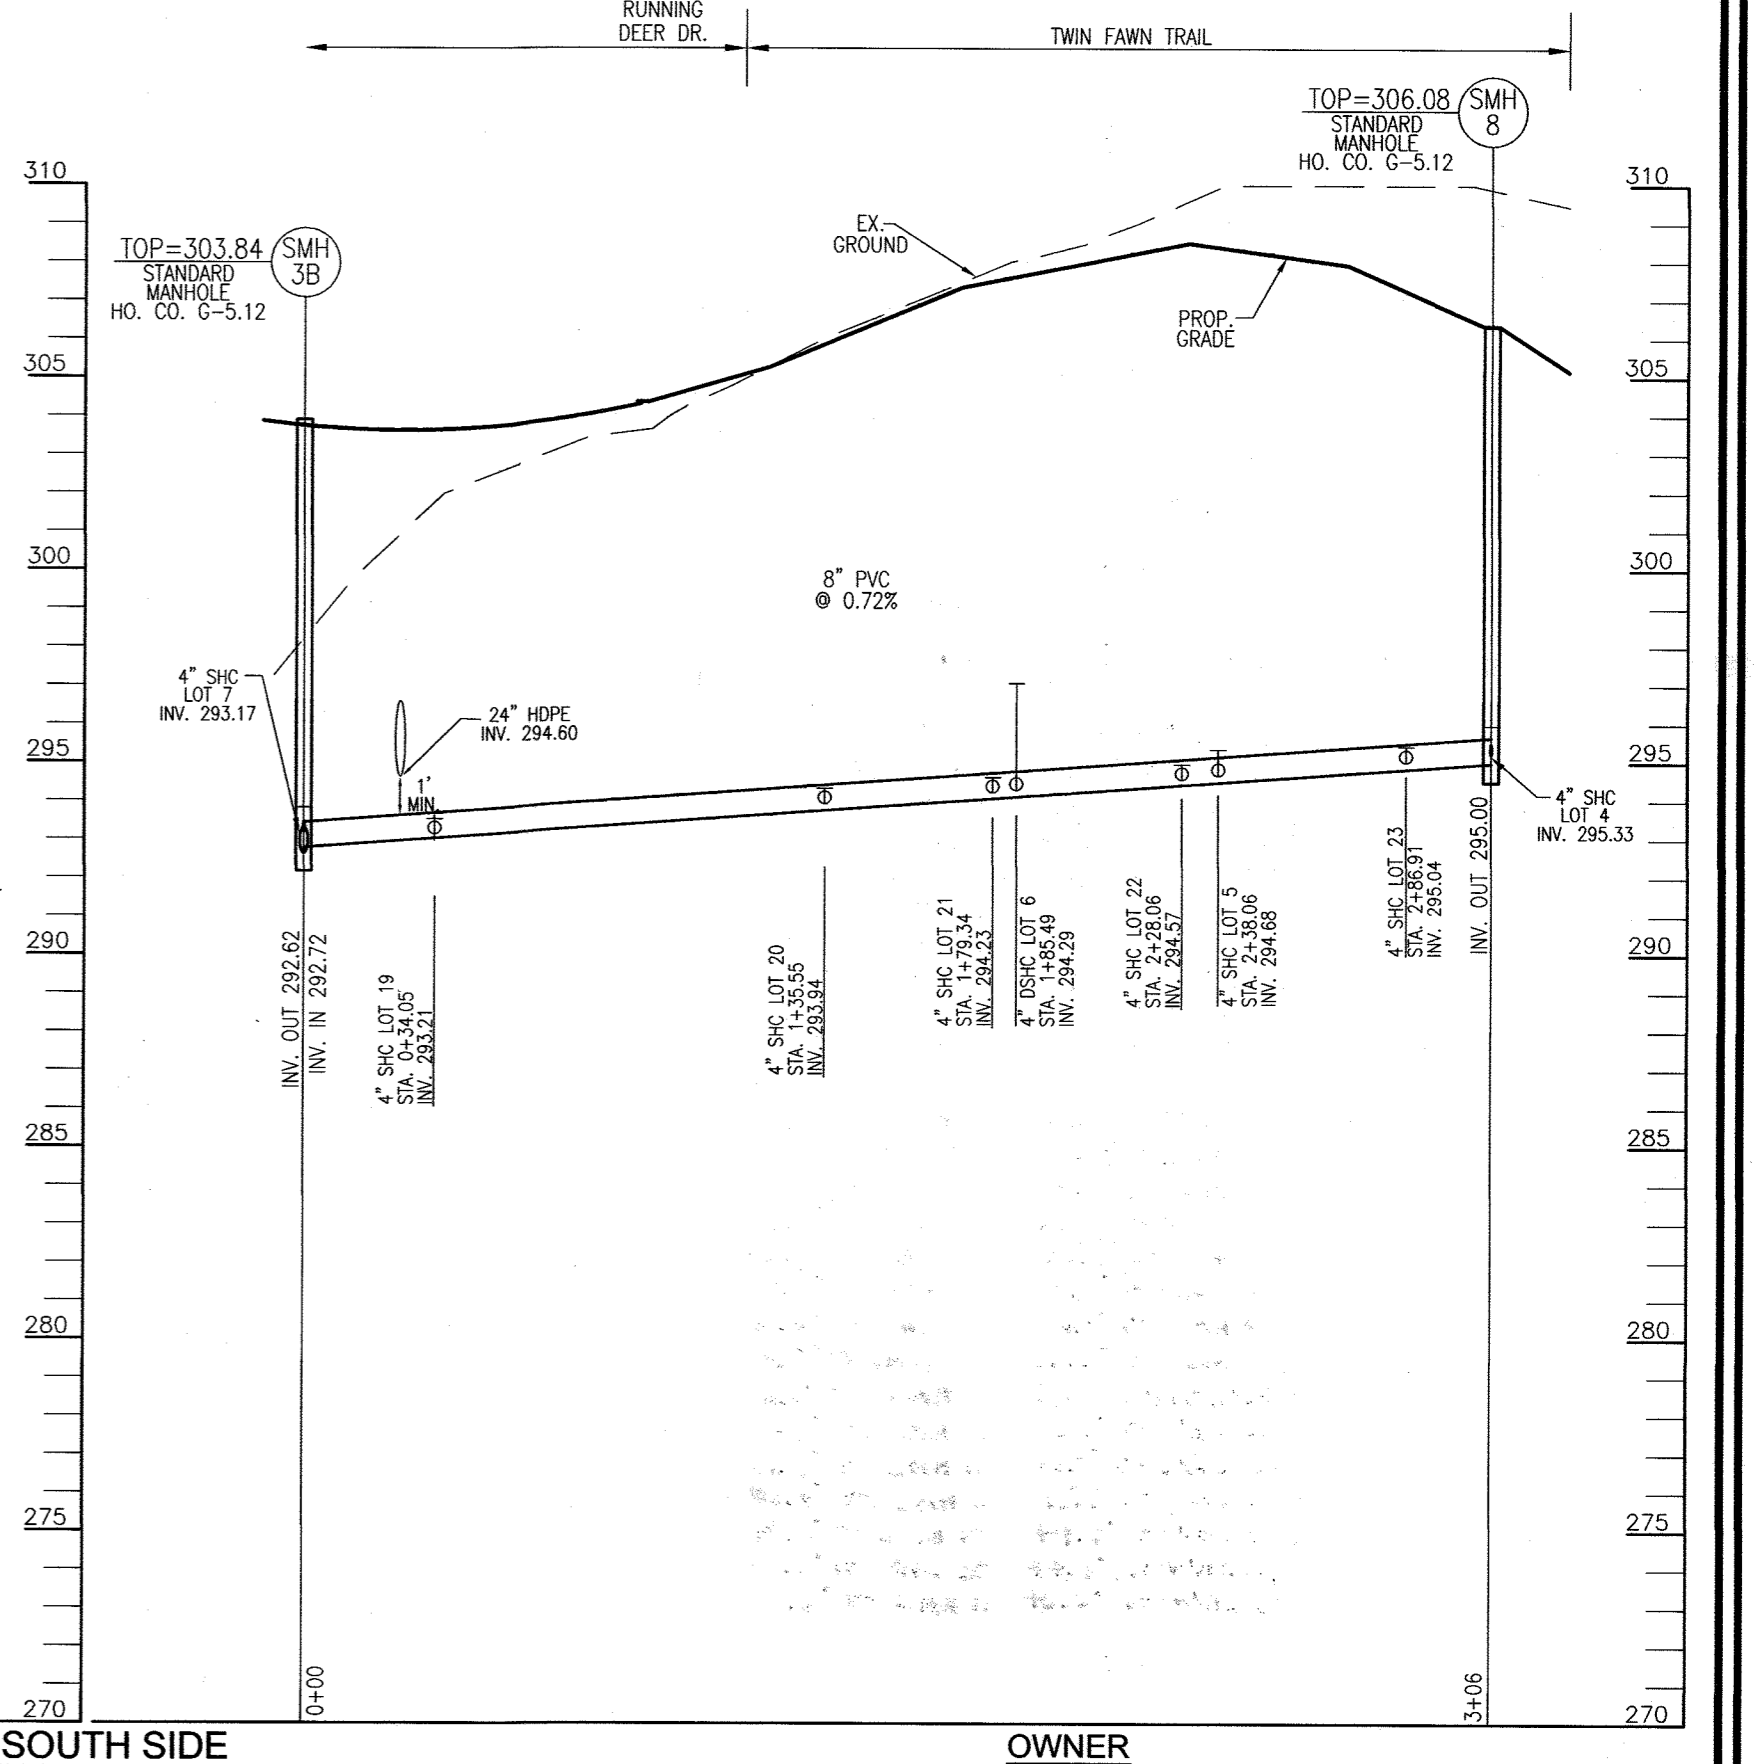 RUNNING
DEER DR.
TWIN FAWN TRAIL
TOP=306.08
SMH
8
STANDARD
MANHOLE
HO. CO. G-5.12
310
310
EX.
GROUND
TOP=303.84
SMH
3B
STANDARD
MANHOLE
HO. CO. G-5.12
PROP.
GRADE
305
305
300
300
8" PVC
@ 0.72%
4" SHC
LOT 7
INV. 293.17
24" HDPE
INV. 294.60
295
295
1'
MIN.
4" SHC
LOT 4
INV. 295.33
INV. OUT 292.62
INV. IN 292.72
4" SHC LOT 19
STA. 0+34.05
INV. 293.21
4" SHC LOT 20
STA. 1+35.55
INV. 293.94
4" SHC LOT 21
STA. 1+79.34
INV. 294.23
4" DSHC LOT 6
STA. 1+85.49
INV. 294.29
4" SHC LOT 22
STA. 2+28.06
INV. 294.57
4" SHC LOT 5
STA. 2+38.06
INV. 294.68
4" SHC LOT 23
STA. 2+86.91
INV. 295.04
INV. OUT 295.00
290
290
285
285
280
280
275
275
0+00
3+06
270
270
SOUTH SIDE
OWNER